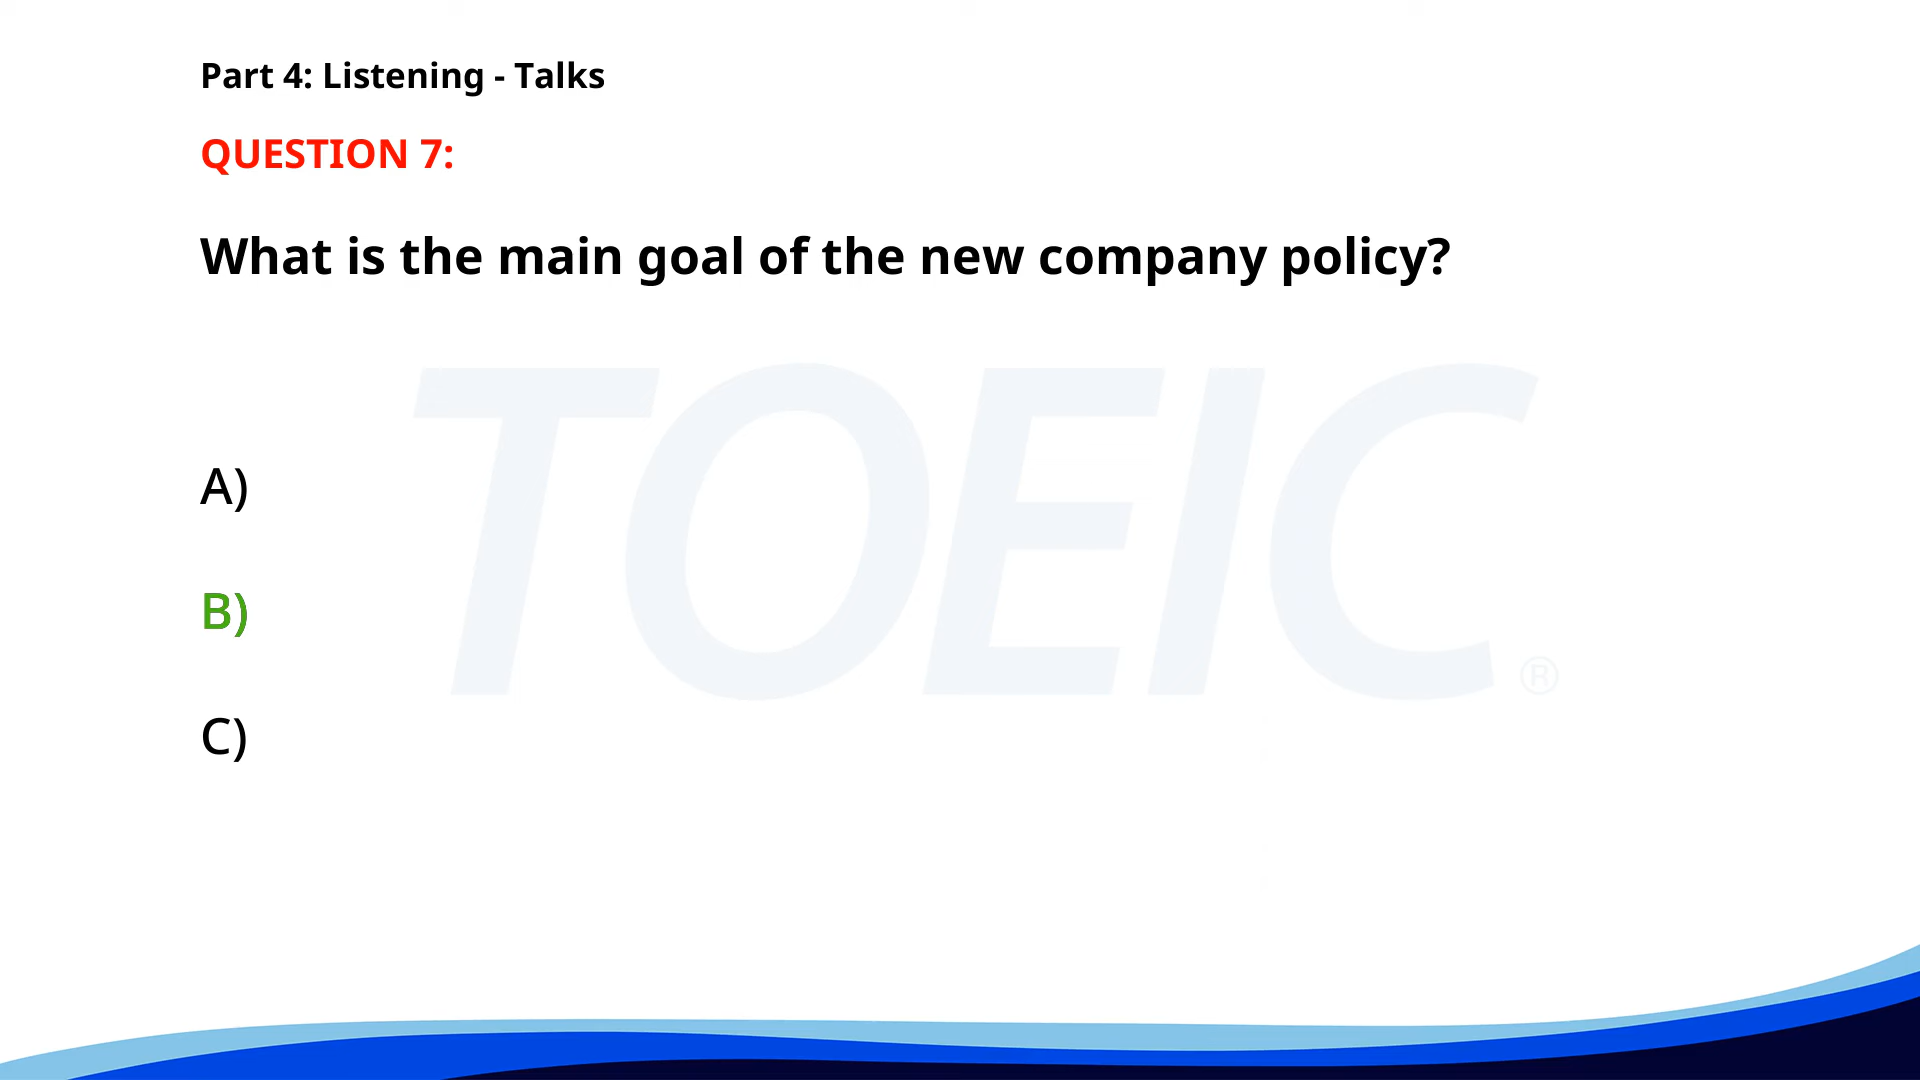 Part 4: Listening - Talks
QUESTION 7:
What is the main goal of the new company policy?
TOEIC®
A)
B)
C)